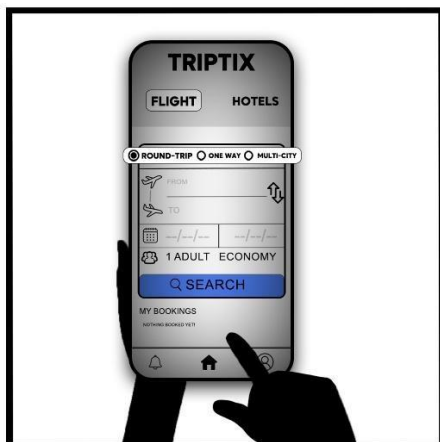 TRIPTIX
FLIGHT HOTELS
ROUND-TRIP ONE WAY MULTI-CITY
FROM
TO
--/--/-- --/--/--
1 ADULT ECONOMY
SEARCH
MY BOOKINGS
NOTHING BOOKED YET!